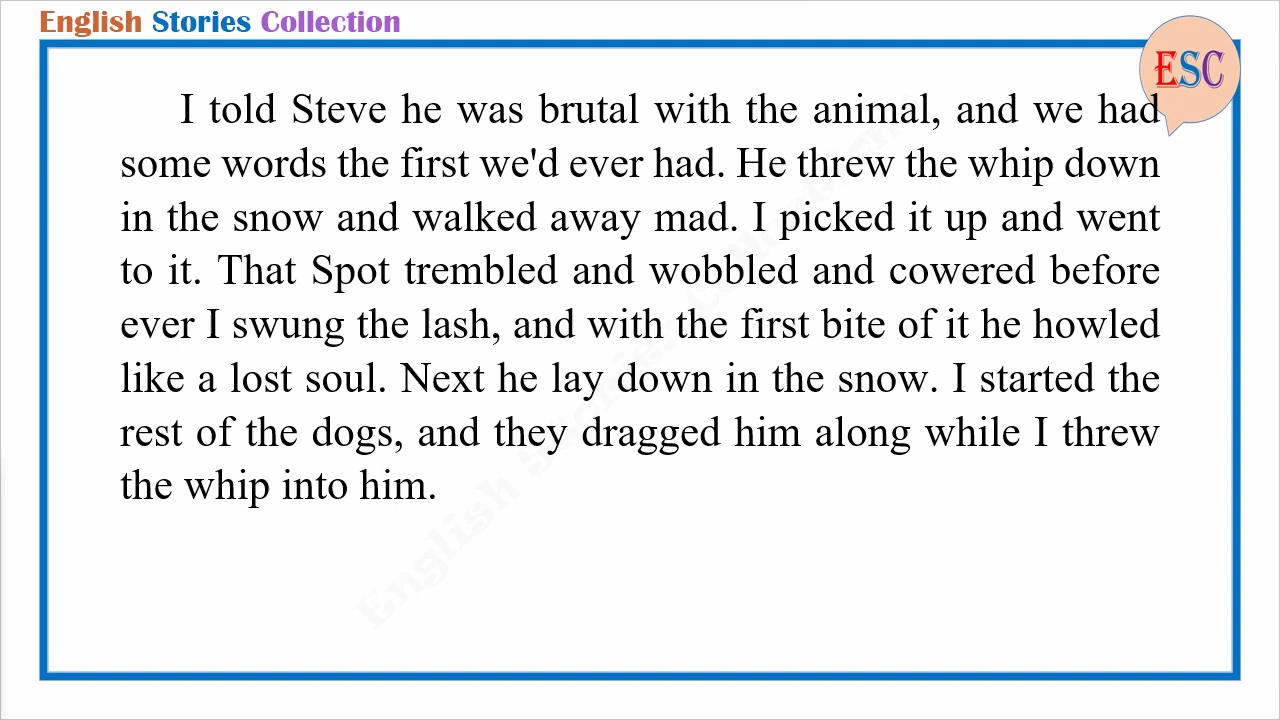 English Stories Collection
ESC
I told Steve he was brutal with the animal, and we had
some words the first we'd ever had. He threw the whip down
in the snow and walked away mad. I picked it up and went
to it. That Spot trembled and wobbled and cowered before
ever I swung the lash, and with the first bite of it he howled
like a lost soul. Next he lay down in the snow. I started the
rest of the dogs, and they dragged him along while I threw
the whip into him.
English Stories Collection